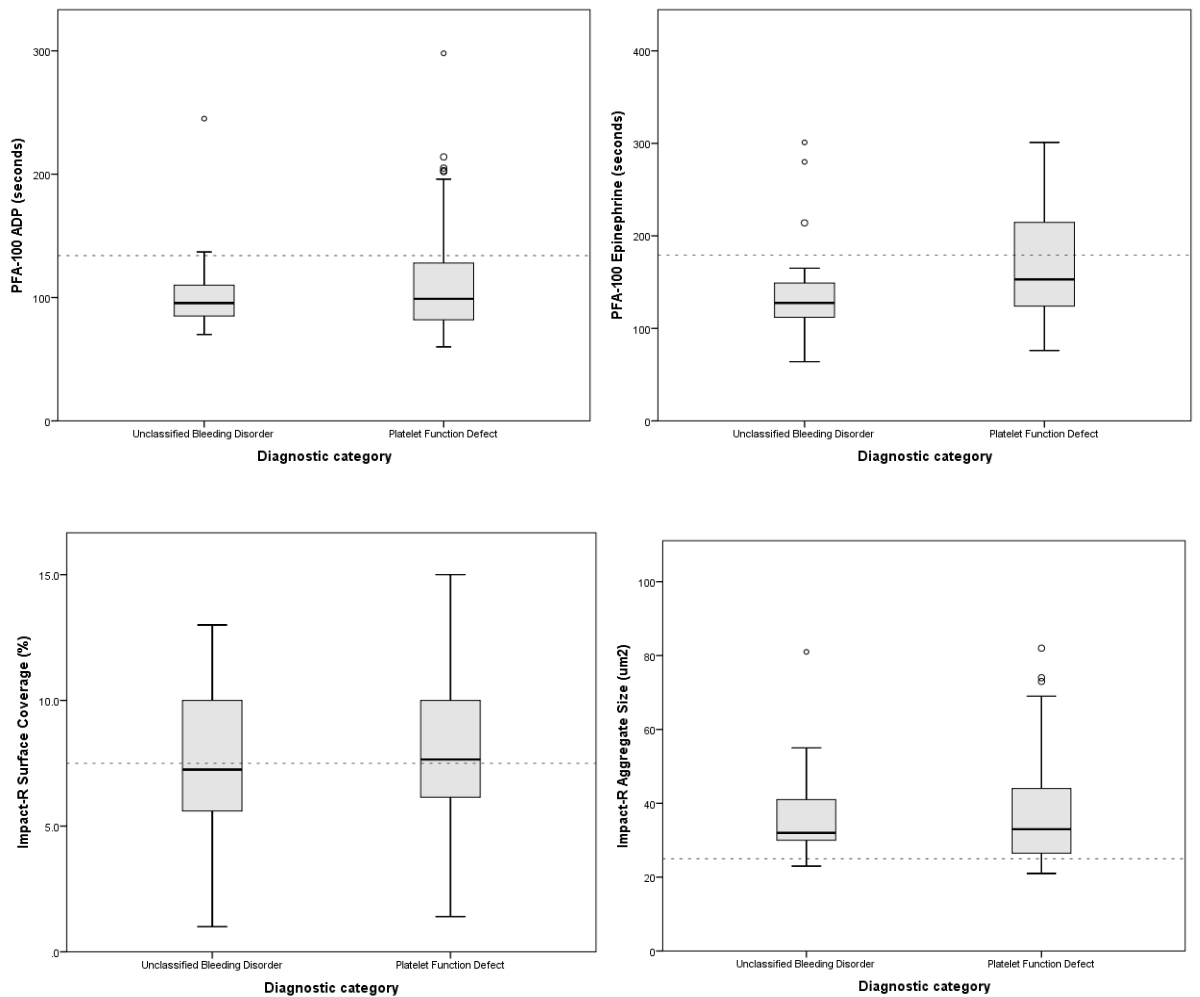 PFA-100 ADP (seconds)
300
200
100
0
Unclassified Bleeding Disorder
Platelet Function Defect
Diagnostic category
PFA-100 Epinephrine (seconds)
400
300
200
100
0
Unclassified Bleeding Disorder
Platelet Function Defect
Diagnostic category
Impact-R Surface Coverage (%)
15.0
10.0
5.0
.0
Unclassified Bleeding Disorder
Platelet Function Defect
Diagnostic category
Impact-R Aggregate Size (um2)
100
80
60
40
20
0
Unclassified Bleeding Disorder
Platelet Function Defect
Diagnostic category